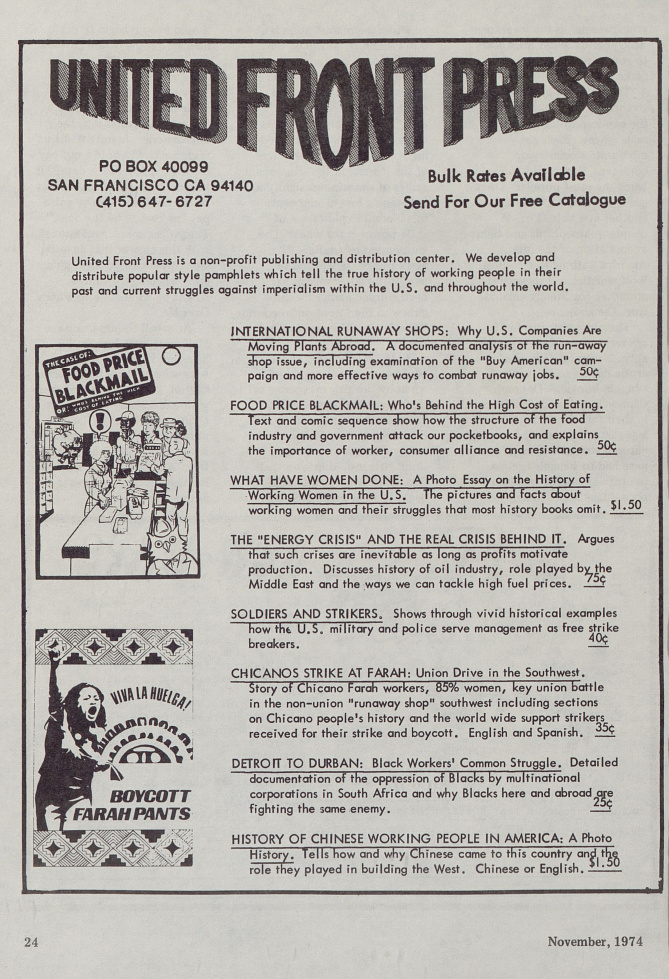 UNITED FRONT PRESS
PO BOX 40099
SAN FRANCISCO CA 94140
(415) 647-6727
Bulk Rates Available
Send For Our Free Catalogue
United Front Press is a non-profit publishing and distribution center. We develop and
distribute popular style pamphlets which tell the true history of working people in their
past and current struggles against imperialism within the U.S. and throughout the world.
THE CASE OF:
FOOD PRICE
BLACKMAIL
OR: WHO'S BEHIND THE HIGH
COST OF EATING
INTERNATIONAL RUNAWAY SHOPS: Why U.S. Companies Are
Moving Plants Abroad. A documented analysis of the run-away
shop issue, including examination of the "Buy American" cam-
paign and more effective ways to combat runaway jobs. 50¢
FOOD PRICE BLACKMAIL: Who's Behind the High Cost of Eating.
Text and comic sequence show how the structure of the food
industry and government attack our pocketbooks, and explains
the importance of worker, consumer alliance and resistance. 50¢
WHAT HAVE WOMEN DONE: A Photo Essay on the History of
Working Women in the U.S. The pictures and facts about
working women and their struggles that most history books omit. $1.50
THE "ENERGY CRISIS" AND THE REAL CRISIS BEHIND IT. Argues
that such crises are inevitable as long as profits motivate
production. Discusses history of oil industry, role played by the
Middle East and the ways we can tackle high fuel prices. 75¢
SOLDIERS AND STRIKERS. Shows through vivid historical examples
how the U.S. military and police serve management as free strike
breakers. 40¢
VIVA LA HUELGA!
BOYCOTT
FARAH PANTS
CHICANOS STRIKE AT FARAH: Union Drive in the Southwest.
Story of Chicano Farah workers, 85% women, key union battle
in the non-union "runaway shop" southwest including sections
on Chicano people's history and the world wide support strikers
received for their strike and boycott. English and Spanish. 35¢
DETROIT TO DURBAN: Black Workers' Common Struggle. Detailed
documentation of the oppression of Blacks by multinational
corporations in South Africa and why Blacks here and abroad are
fighting the same enemy. 25¢
HISTORY OF CHINESE WORKING PEOPLE IN AMERICA: A Photo
History. Tells how and why Chinese came to this country and the
role they played in building the West. Chinese or English. $1.50
24
November, 1974